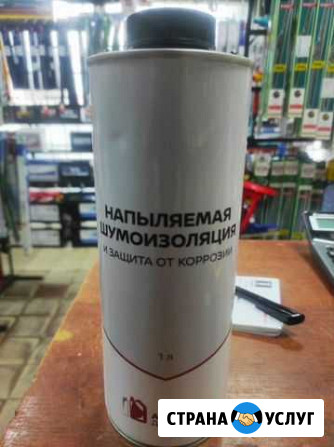 НАПЫЛЯЕМАЯ
ШУМОИЗОЛЯЦИЯ
И ЗАЩИТА ОТ КОРРОЗИИ
1 л
СТРАНА УСЛУГ